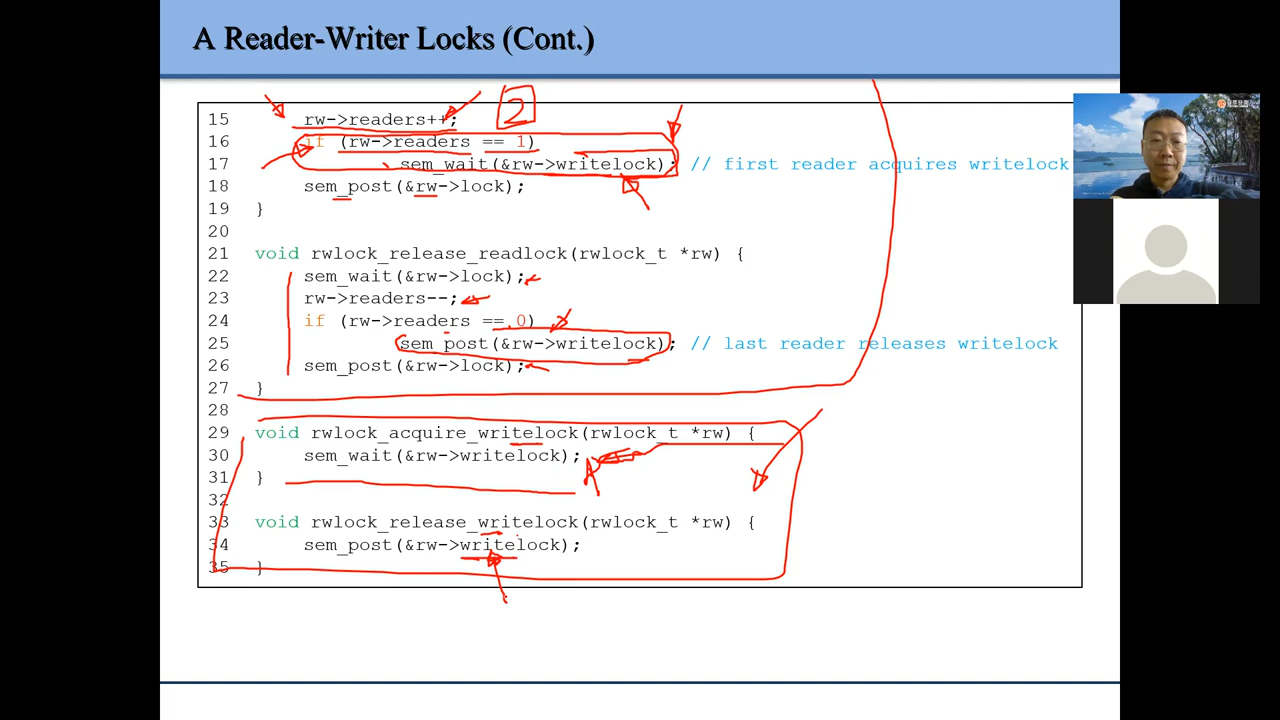 A Reader-Writer Locks (Cont.)
2
15 rw->readers++;
16 if (rw->readers == 1)
17 sem_wait(&rw->writelock); // first reader acquires writelock
18 sem_post(&rw->lock);
19 }
20
21 void rwlock_release_readlock(rwlock_t *rw) {
22 sem_wait(&rw->lock);
23 rw->readers--;
24 if (rw->readers == 0)
25 sem_post(&rw->writelock); // last reader releases writelock
26 sem_post(&rw->lock);
27 }
28
29 void rwlock_acquire_writelock(rwlock_t *rw) {
30 sem_wait(&rw->writelock);
31 }
32
33 void rwlock_release_writelock(rwlock_t *rw) {
34 sem_post(&rw->writelock);
35 }